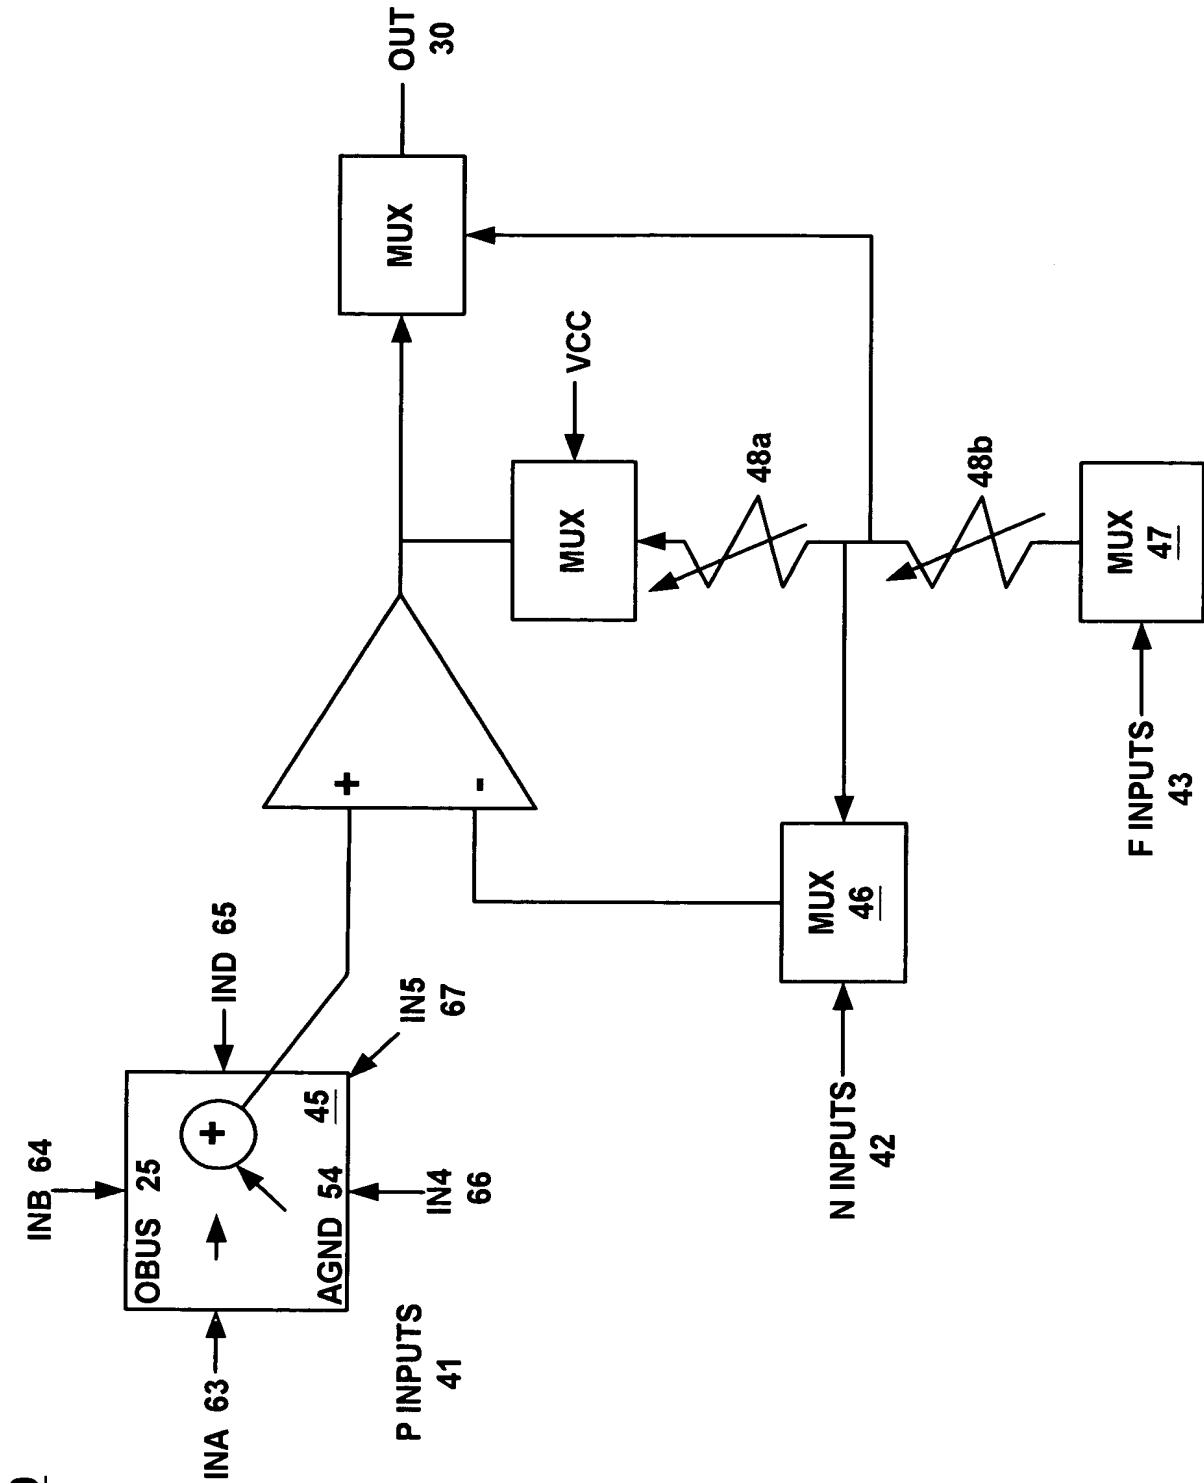 INB 64
OBUS 25
IND 65
INA 63
+
AGND 54
45
IN4
66
IN5
67
P INPUTS
41
+
-
MUX
OUT
30
MUX
VCC
48a
48b
N INPUTS
42
MUX
46
F INPUTS
43
MUX
47